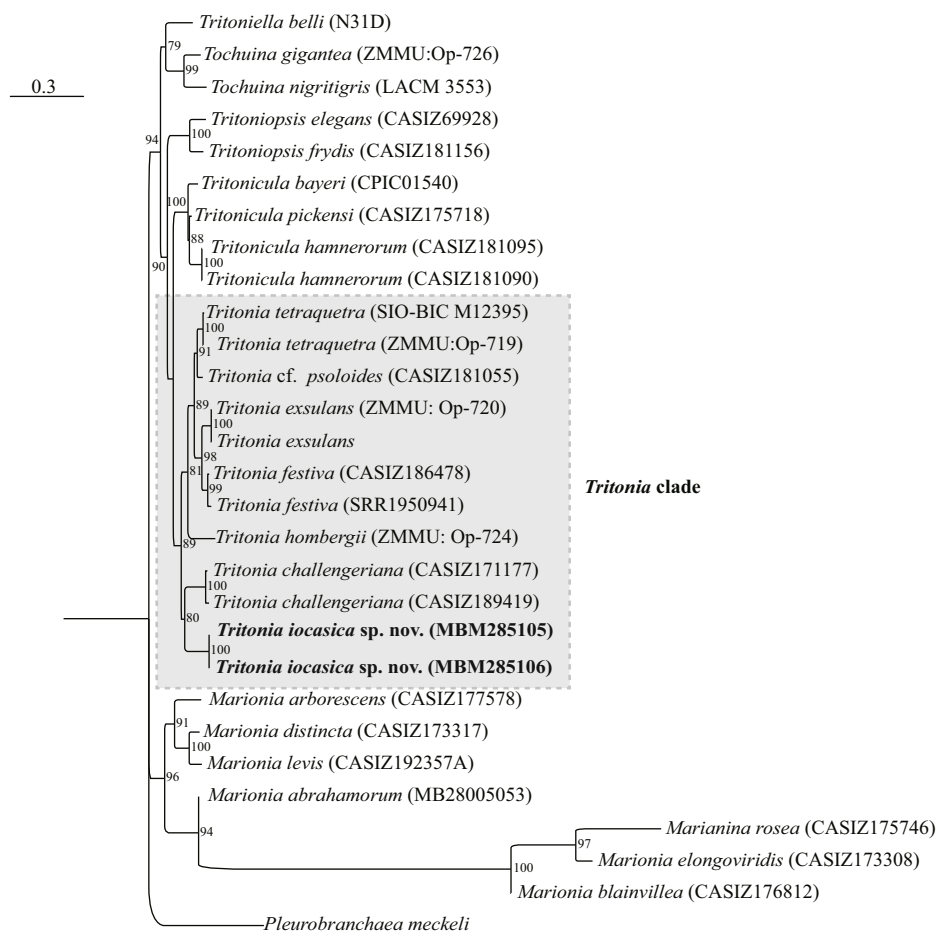 Tritoniella belli (N31D)
79
Tochuina gigantea (ZMMU:Op-726)
99
Tochuina nigritigris (LACM 3553)
0.3
Tritoniopsis elegans (CASIZ69928)
100
94
Tritoniopsis frydis (CASIZ181156)
Tritonicula bayeri (CPIC01540)
100
Tritonicula pickensi (CASIZ175718)
88
Tritonicula hamnerorum (CASIZ181095)
90
100
Tritonicula hamnerorum (CASIZ181090)
Tritonia tetraquetra (SIO-BIC M12395)
100
Tritonia tetraquetra (ZMMU:Op-719)
91
Tritonia cf. psoloides (CASIZ181055)
89
Tritonia exsulans (ZMMU: Op-720)
100
Tritonia exsulans
98
81
Tritonia festiva (CASIZ186478)
99
Tritonia clade
Tritonia festiva (SRR1950941)
Tritonia hombergii (ZMMU: Op-724)
89
Tritonia challengeriana (CASIZ171177)
100
Tritonia challengeriana (CASIZ189419)
80
Tritonia iocasica sp. nov. (MBM285105)
100
Tritonia iocasica sp. nov. (MBM285106)
Marionia arborescens (CASIZ177578)
91
Marionia distincta (CASIZ173317)
100
Marionia levis (CASIZ192357A)
96
Marionia abrahamorum (MB28005053)
94
Marianina rosea (CASIZ175746)
97
Marionia elongoviridis (CASIZ173308)
100
Marionia blainvillea (CASIZ176812)
Pleurobranchaea meckeli